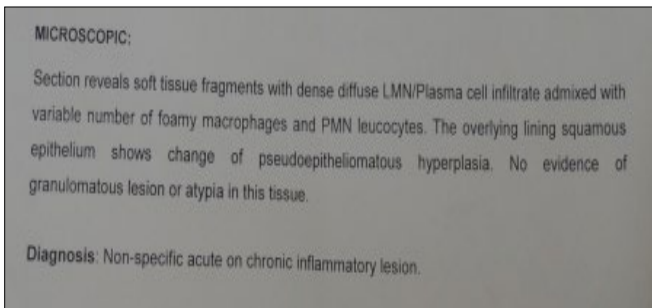 MICROSCOPIC:
Section reveals soft tissue fragments with dense diffuse LMN/Plasma cell infiltrate admixed with
variable number of foamy macrophages and PMN leucocytes. The overlying lining squamous
epithelium shows change of pseudoepitheliomatous hyperplasia. No evidence of
granulomatous lesion or atypia in this tissue.
Diagnosis: Non-specific acute on chronic inflammatory lesion.